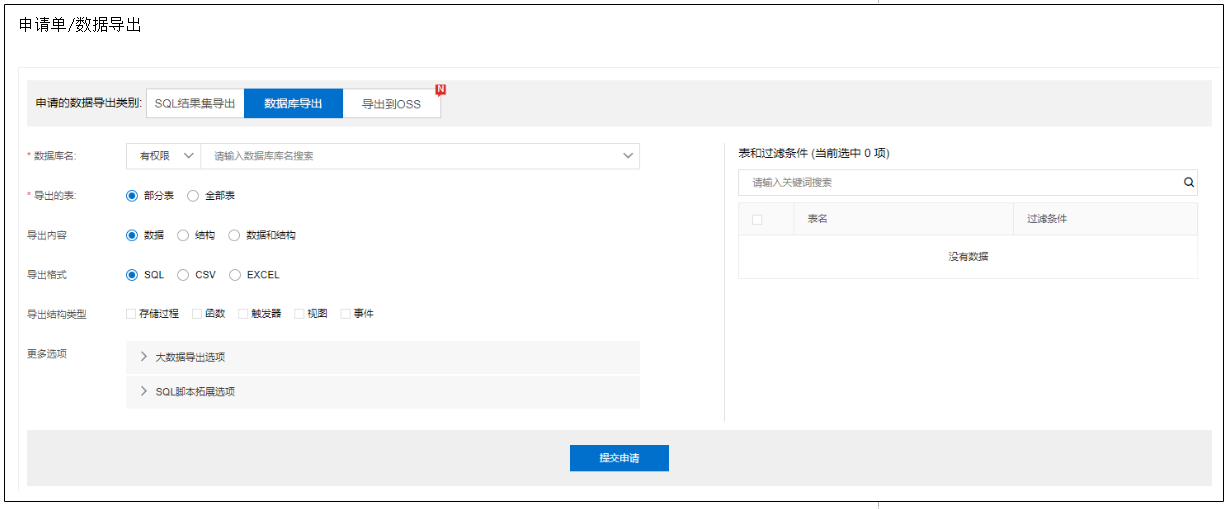 申请单/数据导出
申请的数据导出类别: SQL结果集导出 数据库导出 导出到OSS N
* 数据库名: 有权限 请输入数据库库名搜索
* 导出的表: 部分表 全部表
导出内容 数据 结构 数据和结构
导出格式 SQL CSV EXCEL
导出结构类型 存储过程 函数 触发器 视图 事件
更多选项 大数据导出选项
SQL脚本拓展选项
表和过滤条件 (当前选中 0 项)
请输入关键词搜索
表名 过滤条件
没有数据
提交申请